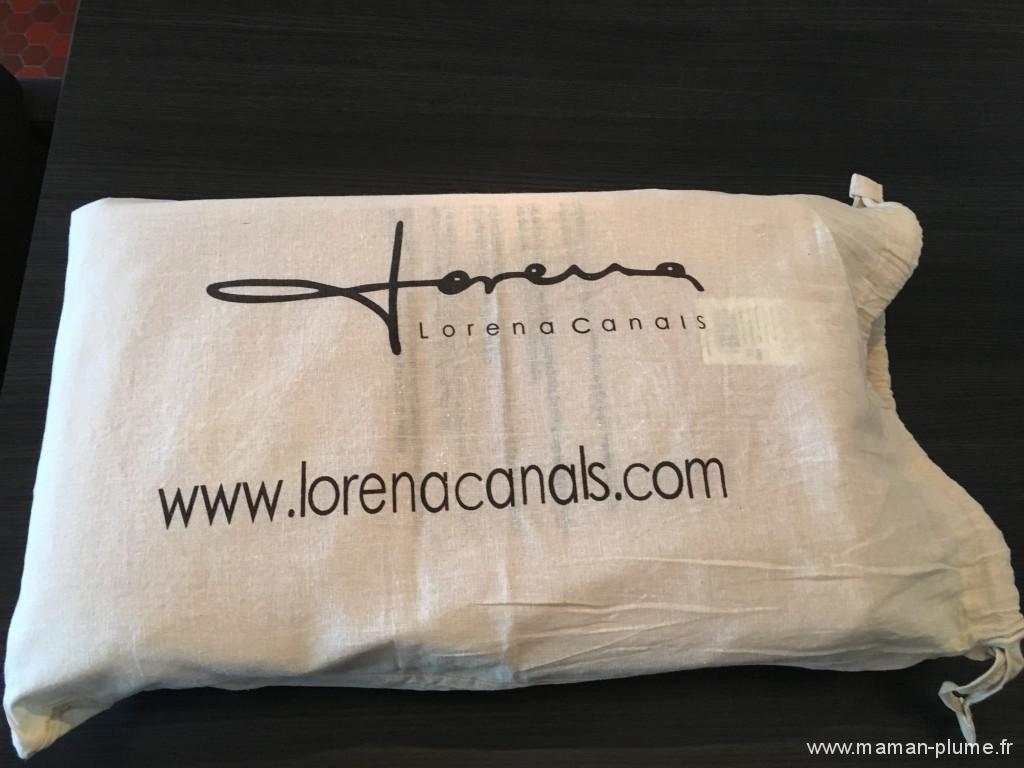 Lorena
Lorena Canals
www.lorenacanals.com
www.maman-plume.fr